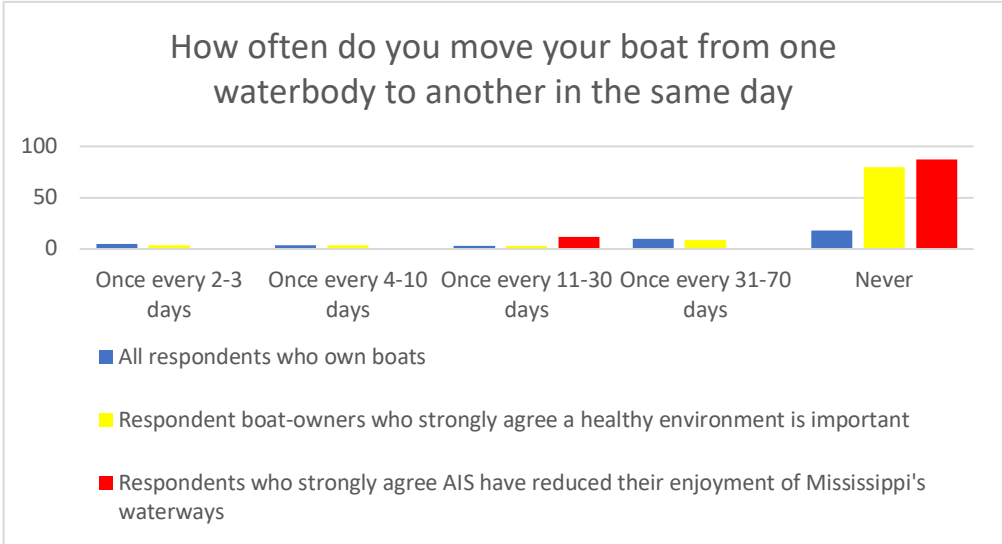 How often do you move your boat from one
waterbody to another in the same day
100
50
0
Once every 2-3
days
Once every 4-10
days
Once every 11-30
days
Once every 31-70
days
Never
All respondents who own boats
Respondent boat-owners who strongly agree a healthy environment is important
Respondents who strongly agree AIS have reduced their enjoyment of Mississippi's
waterways